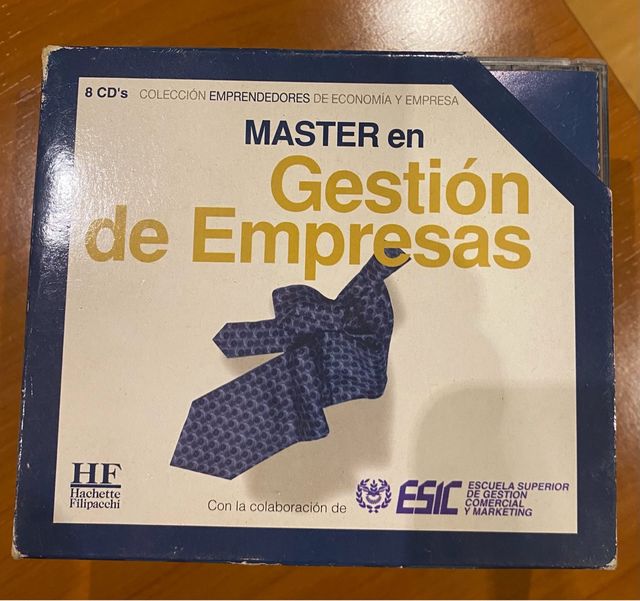 8 CD's COLECCIÓN EMPRENDEDORES DE ECONOMÍA Y EMPRESA
MASTER en
Gestión
de Empresas
HF
Hachette
Filipacchi
Con la colaboración de
ESIC
ESCUELA SUPERIOR
DE GESTION
COMERCIAL
Y MARKETING